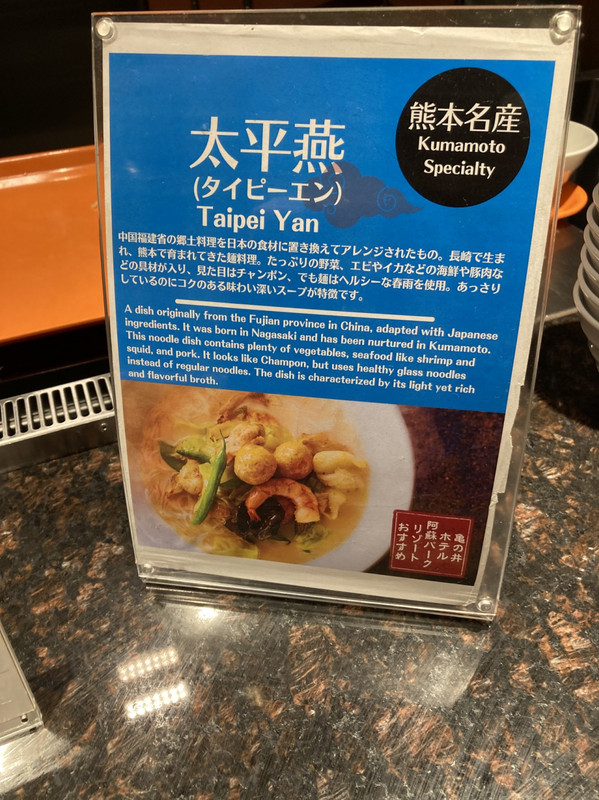 熊本名産
Kumamoto
Specialty
太平燕
(タイピーエン)
Taipei Yan
中国福建省の郷土料理を日本の食材に置き換えてアレンジされたもの。長崎で生ま
れ、熊本で育まれてきた麺料理。たっぷりの野菜、エビやイカなどの海鮮や豚肉な
どの具材が入り、見た目はチャンポン、でも麺はヘルシーな春雨を使用。あっさり
しているのにコクのある味わい深いスープが特徴です。
A dish originally from the Fujian province in China, adapted with Japanese
ingredients. It was born in Nagasaki and has been nurtured in Kumamoto.
This noodle dish contains plenty of vegetables, seafood like shrimp and
squid, and pork. It looks like Champon, but uses healthy glass noodles
instead of regular noodles. The dish is characterized by its light yet rich
and flavorful broth.
亀の井
ホテル
阿蘇パーク
リゾート
おすすめ